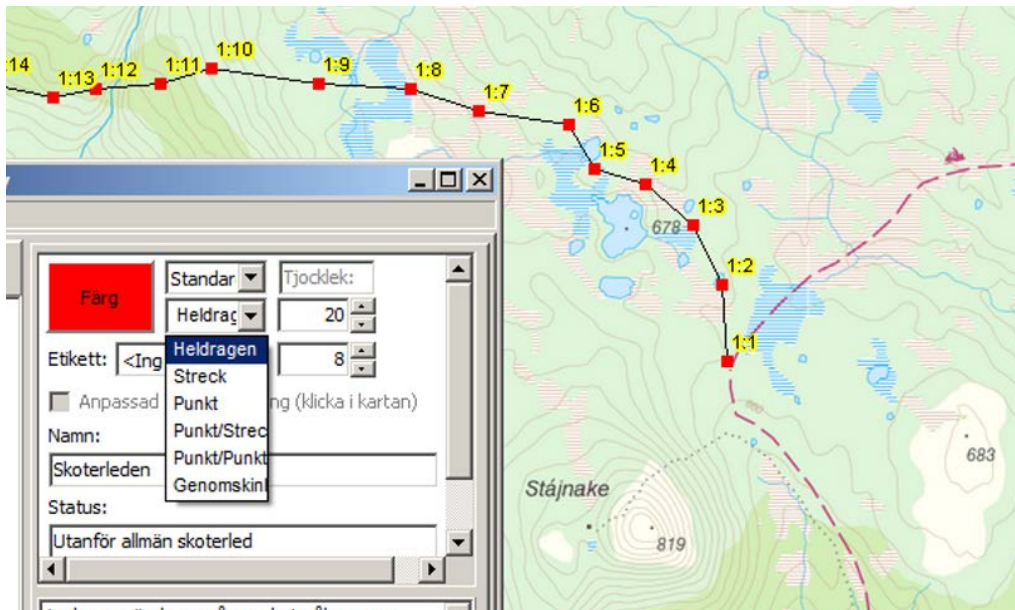 :14
1:13
1:12
1:11
1:10
1:9
1:8
1:7
1:6
1:5
1:4
1:3
678
1:2
1:1
Färg
Standar
Tjocklek:
Heldrag
20
Etikett:
<Ing
8
Heldragen
Streck
Punkt
Punkt/Strec
Punkt/Punkt
Genomskinl
Anpassad
ng (klicka i kartan)
Namn:
Skoterleden
Status:
Utanför allmän skoterled
Stájnake
819
683